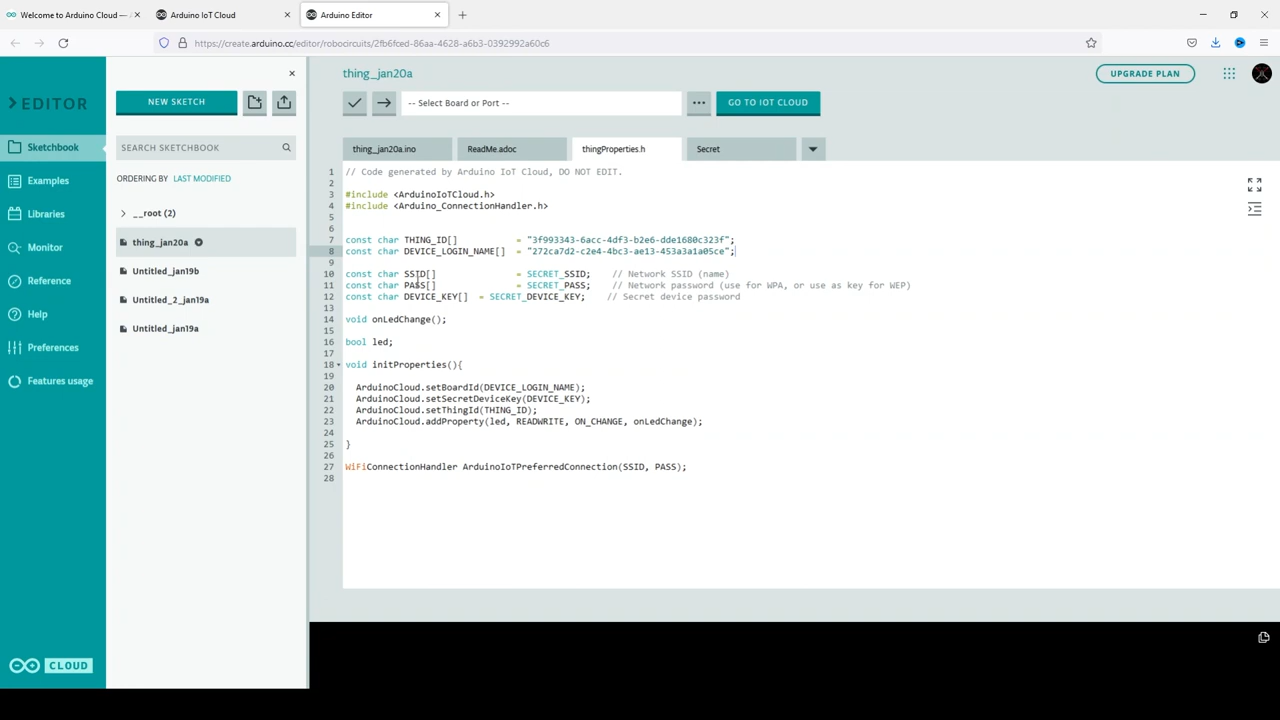 Welcome to Arduino Cloud —
Arduino IoT Cloud
Arduino Editor
https://create.arduino.cc/editor/robocircuits/2fb6fced-86aa-4628-a6b3-0392992a60c6
EDITOR
Sketchbook
Examples
Libraries
Monitor
Reference
Help
Preferences
Features usage
CLOUD
NEW SKETCH
SEARCH SKETCHBOOK
ORDERING BY LAST MODIFIED
__root (2)
thing_jan20a
Untitled_jan19b
Untitled_2_jan19a
Untitled_jan19a
thing_jan20a
UPGRADE PLAN
-- Select Board or Port --
GO TO IOT CLOUD
thing_jan20a.ino
ReadMe.adoc
thingProperties.h
Secret
1 // Code generated by Arduino IoT Cloud, DO NOT EDIT.
2
3 #include <ArduinoIoTCloud.h>
4 #include <Arduino_ConnectionHandler.h>
5
6
7 const char THING_ID[] = "3f993343-6acc-4df3-b2e6-dde1680c323f";
8 const char DEVICE_LOGIN_NAME[] = "272ca7d2-c2e4-4bc3-ae13-453a3a1a05ce";
9
10 const char SSID[] = SECRET_SSID; // Network SSID (name)
11 const char PASS[] = SECRET_PASS; // Network password (use for WPA, or use as key for WEP)
12 const char DEVICE_KEY[] = SECRET_DEVICE_KEY; // Secret device password
13
14 void onLedChange();
15
16 bool led;
17
18 void initProperties(){
19
20 ArduinoCloud.setBoardId(DEVICE_LOGIN_NAME);
21 ArduinoCloud.setSecretDeviceKey(DEVICE_KEY);
22 ArduinoCloud.setThingId(THING_ID);
23 ArduinoCloud.addProperty(led, READWRITE, ON_CHANGE, onLedChange);
24
25 }
26
27 WiFiConnectionHandler ArduinoIoTPreferredConnection(SSID, PASS);
28